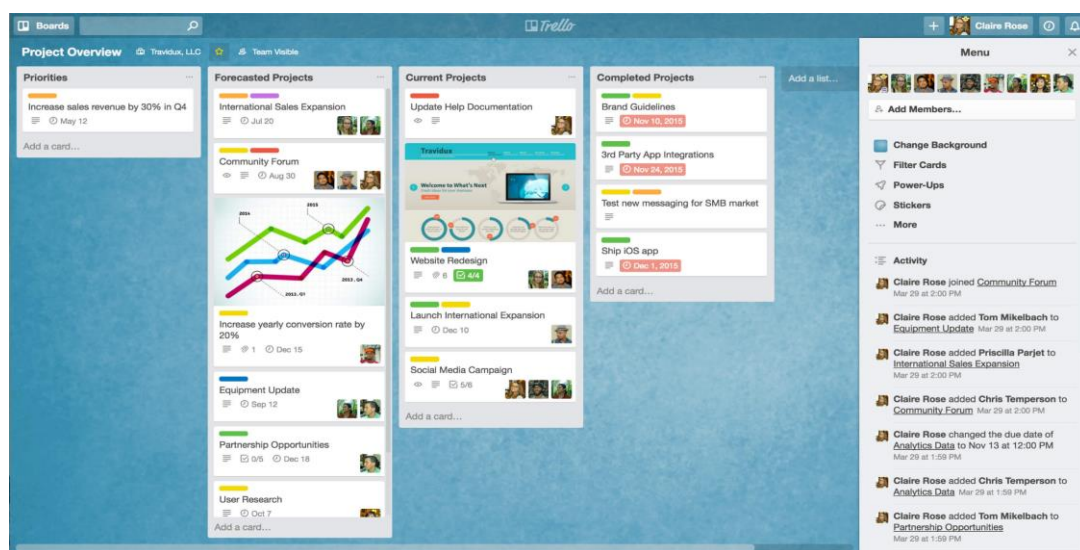 Boards
Trello
Claire Rose
Project Overview
Travidux, LLC
Team Visible
Priorities
Increase sales revenue by 30% in Q4
May 12
Add a card...
Forecasted Projects
International Sales Expansion
Jul 20
Community Forum
Aug 30
2014
2015
2013. Q4
2013. Q1
Increase yearly conversion rate by
20%
1 Dec 15
Equipment Update
Sep 12
Partnership Opportunities
0/5 Dec 18
User Research
Oct 7
Add a card...
Current Projects
Update Help Documentation
Travidux
Welcome to What's Next
Website Redesign
6 4/4
Launch International Expansion
Dec 10
Social Media Campaign
5/6
Add a card...
Completed Projects
Brand Guidelines
Nov 10, 2015
3rd Party App Integrations
Nov 24, 2015
Test new messaging for SMB market
Ship iOS app
Dec 1, 2015
Add a card...
Add a list...
Menu
Add Members...
Change Background
Filter Cards
Power-Ups
Stickers
More
Activity
Claire Rose joined Community Forum
Mar 29 at 2:00 PM
Claire Rose added Tom Mikelbach to
Equipment Update Mar 29 at 2:00 PM
Claire Rose added Priscilla Parjet to
International Sales Expansion
Mar 29 at 2:00 PM
Claire Rose added Chris Temperson to
Community Forum Mar 29 at 2:00 PM
Claire Rose changed the due date of
Analytics Data to Nov 13 at 12:00 PM
Mar 29 at 1:59 PM
Claire Rose added Chris Temperson to
Analytics Data Mar 29 at 1:59 PM
Claire Rose added Tom Mikelbach to
Partnership Opportunities
Mar 29 at 1:59 PM